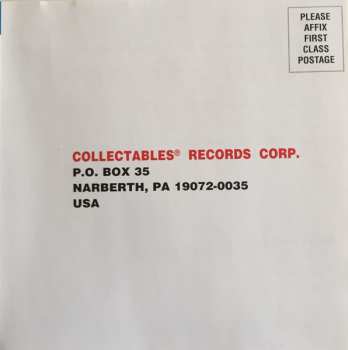 PLEASE
AFFIX
FIRST
CLASS
POSTAGE
COLLECTABLES® RECORDS CORP.
P.O. BOX 35
NARBERTH, PA 19072-0035
USA